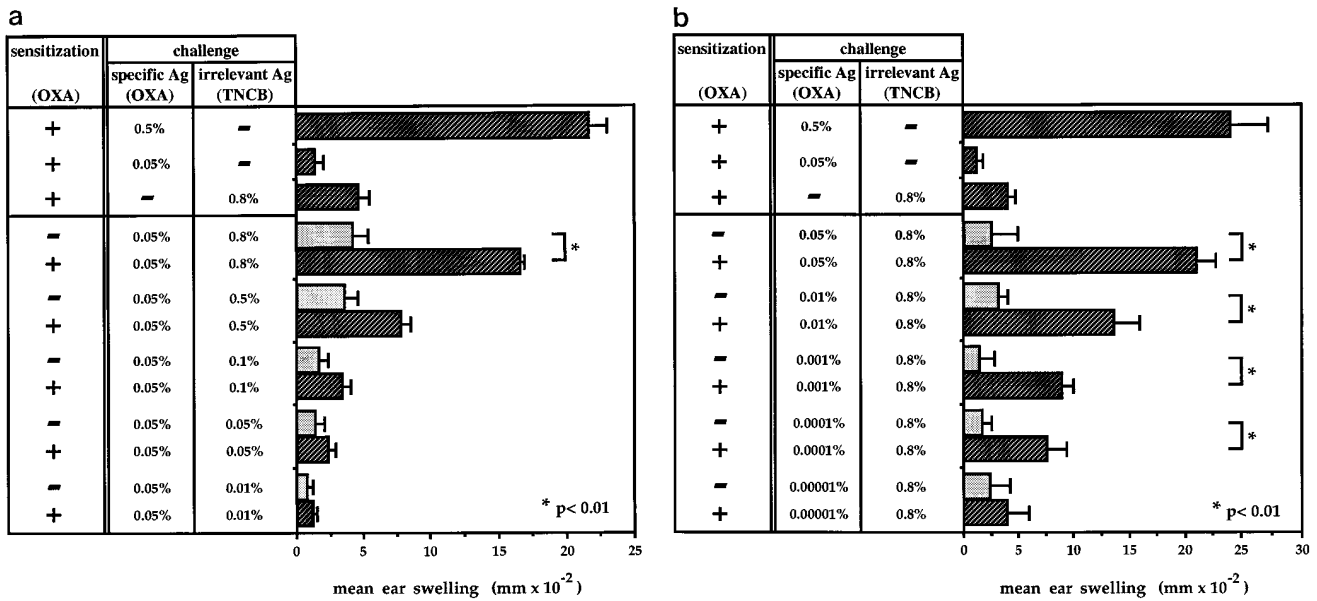 a
sensitization challenge
specific Ag irrelevant Ag
(OXA) (OXA) (TNCB)
+ 0.5% -
+ 0.05% -
+ - 0.8%
- 0.05% 0.8%
+ 0.05% 0.8%
*
- 0.05% 0.5%
+ 0.05% 0.5%
- 0.05% 0.1%
+ 0.05% 0.1%
- 0.05% 0.05%
+ 0.05% 0.05%
- 0.05% 0.01%
+ 0.05% 0.01%
* p< 0.01
0 5 10 15 20 25
mean ear swelling (mm x 10-2)
b
sensitization challenge
specific Ag irrelevant Ag
(OXA) (OXA) (TNCB)
+ 0.5% -
+ 0.05% -
+ - 0.8%
- 0.05% 0.8%
+ 0.05% 0.8%
*
- 0.01% 0.8%
+ 0.01% 0.8%
*
- 0.001% 0.8%
+ 0.001% 0.8%
*
- 0.0001% 0.8%
+ 0.0001% 0.8%
*
- 0.00001% 0.8%
+ 0.00001% 0.8%
* p< 0.01
0 5 10 15 20 25 30
mean ear swelling (mm x 10-2)